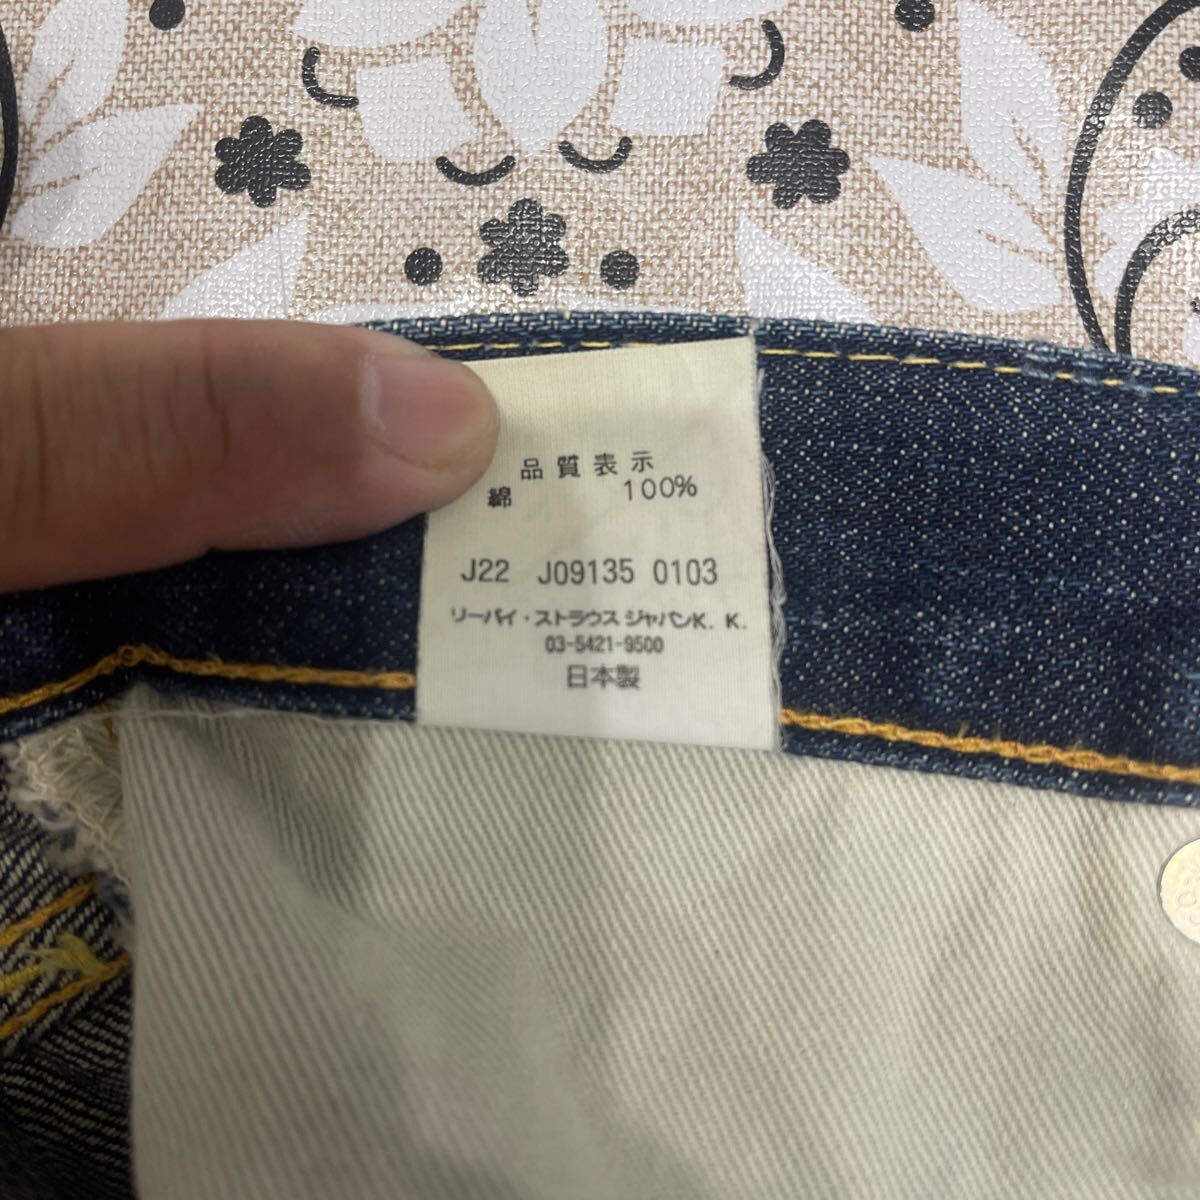 品質表示
綿 100%
J22 J09135 0103
リーバイ・ストラウス ジャパンK.K.
03-5421-9500
日本製